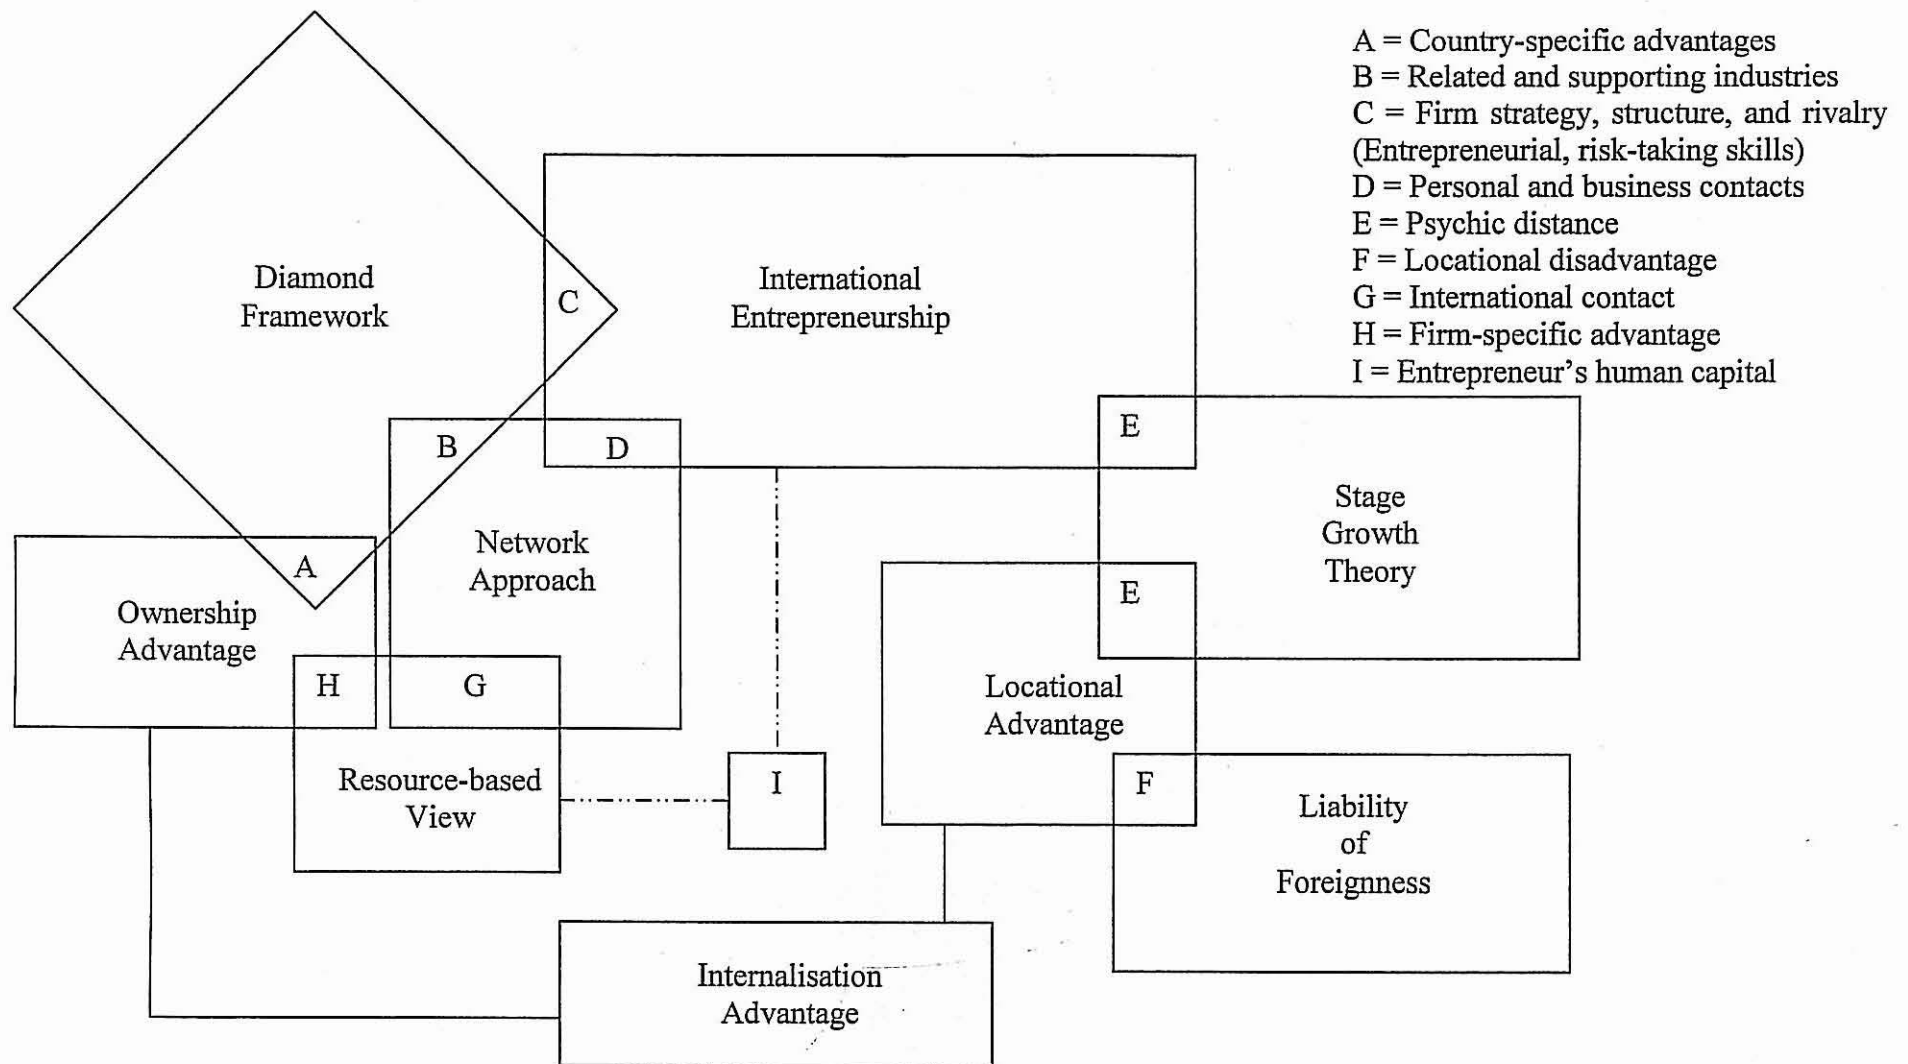 A = Country-specific advantages
B = Related and supporting industries
C = Firm strategy, structure, and rivalry
(Entrepreneurial, risk-taking skills)
D = Personal and business contacts
E = Psychic distance
F = Locational disadvantage
G = International contact
H = Firm-specific advantage
I = Entrepreneur's human capital
Diamond
Framework
C
International
Entrepreneurship
B
D
E
A
Network
Approach
Stage
Growth
Theory
E
Ownership
Advantage
H
G
Locational
Advantage
Resource-based
View
I
F
Liability
of
Foreignness
Internalisation
Advantage